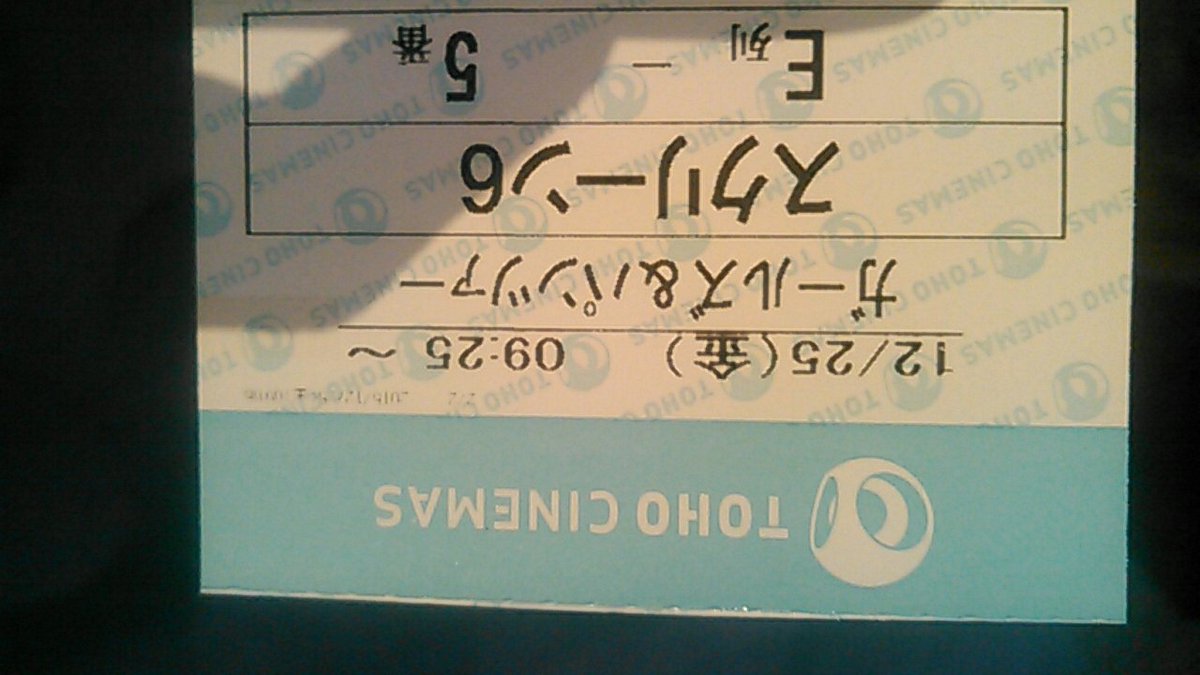 TOHO CINEMAS
12/25(金) 09:25 ~
ガールズ&パンツァー
スクリーン6
E列 ー 5番